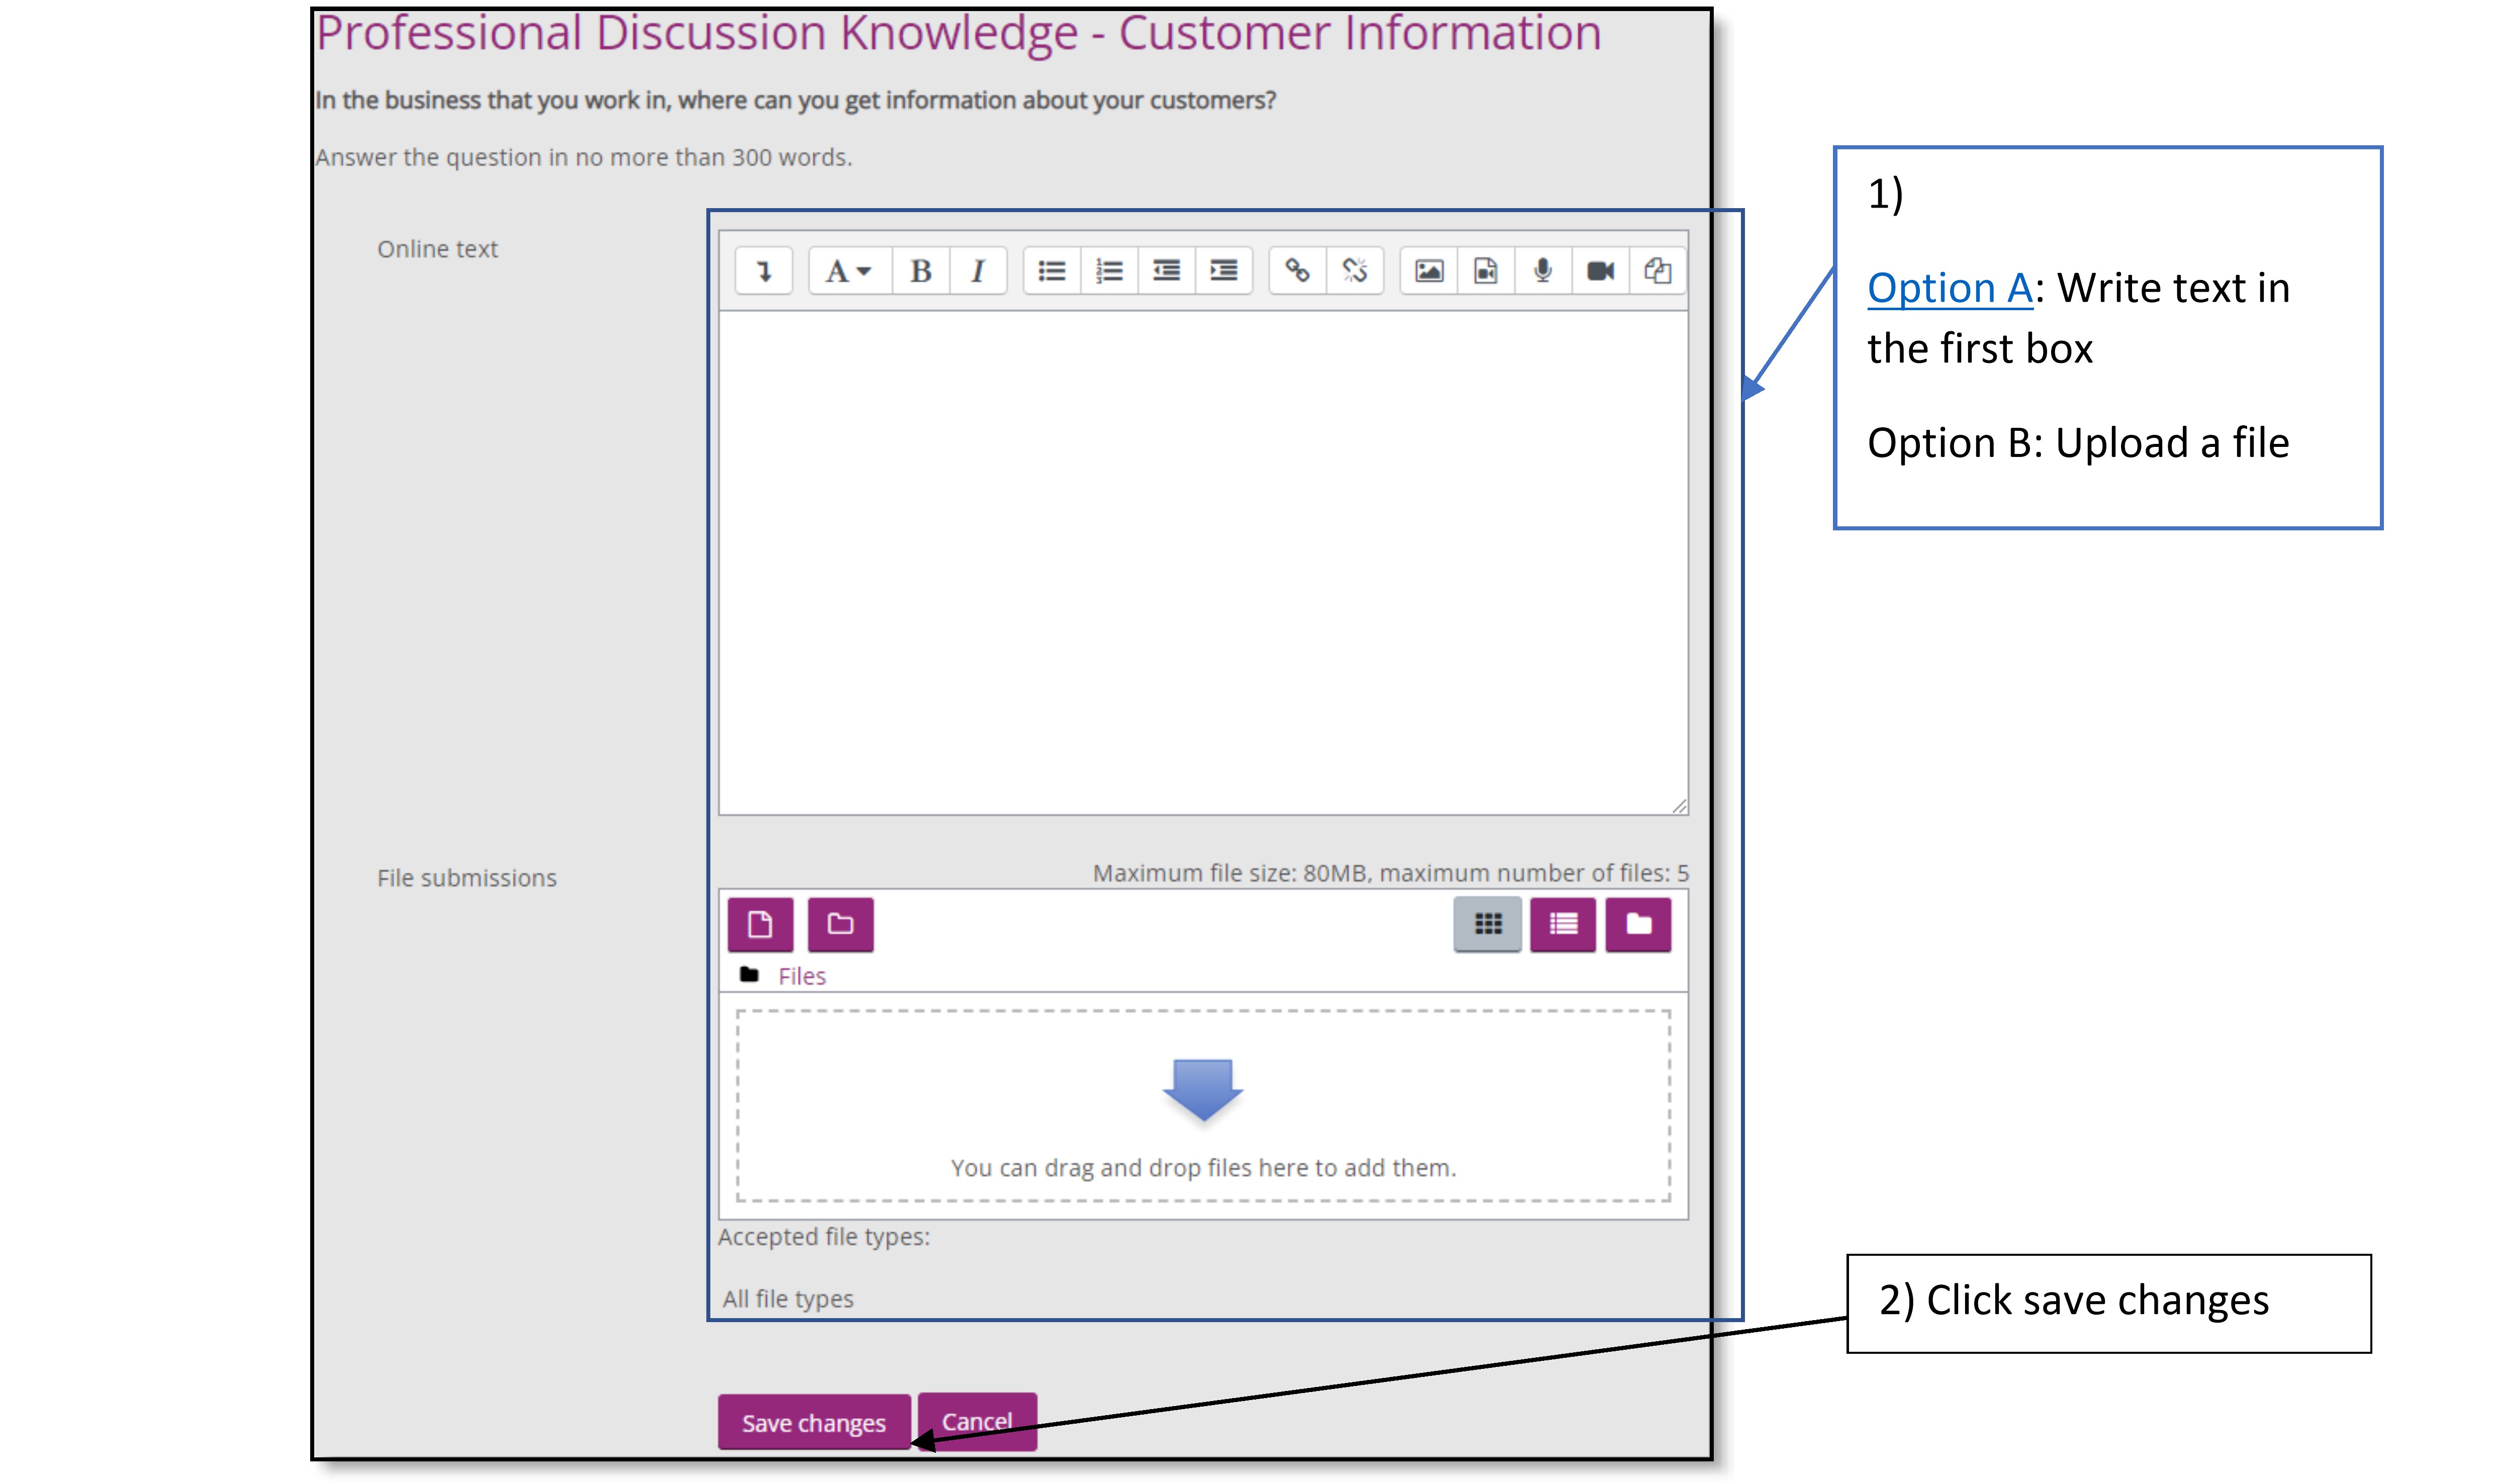 Professional Discussion Knowledge - Customer Information
In the business that you work in, where can you get information about your customers?
Answer the question in no more than 300 words.
Online text
1)
Option A: Write text in
the first box
Option B: Upload a file
File submissions
Maximum file size: 80MB, maximum number of files: 5
Files
You can drag and drop files here to add them.
Accepted file types:
All file types
2) Click save changes
Save changes
Cancel